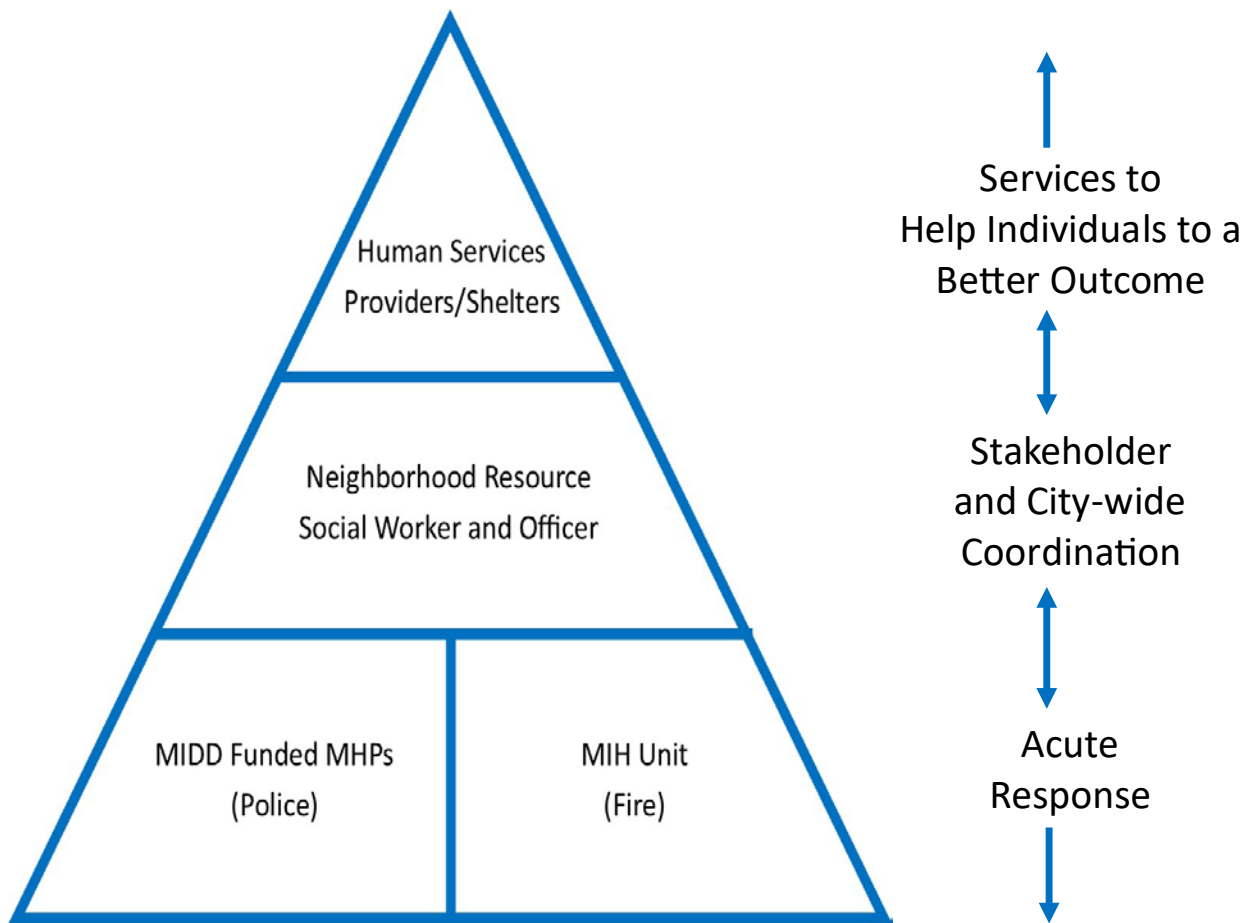 Human Services
Providers/Shelters
Services to
Help Individuals to a
Better Outcome
Neighborhood Resource
Social Worker and Officer
Stakeholder
and City-wide
Coordination
MIDD Funded MHPs
(Police)
MIH Unit
(Fire)
Acute
Response